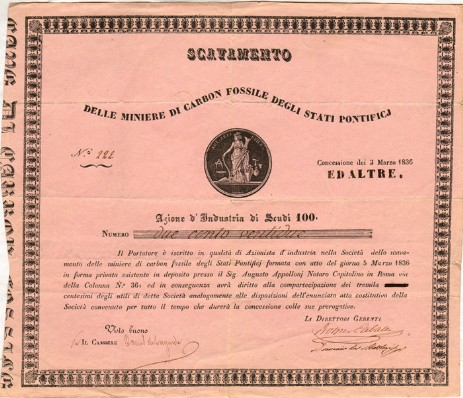 SCAVAMENTO
DELLE MINIERE DI CARBON FOSSILE DEGLI STATI PONTIFICJ
N.º 222
Concessione dei 3 Marzo 1836
ED ALTRE.
Azione d'Industria di Scudi 100.
NUMERO due cento ventidue
Il Portatore è iscritto in qualità di Azionista d'industria nella Società dello scava-
mento delle miniere di carbon fossile degli Stati Pontificj formata con atto del giorno 5 Marzo 1836
in forma privata esistente in deposito presso il Sig. Augusto Appolloni Notaro Capitolino in Roma via
della Colonna N.º 36: ed in conseguenza avrà diritto alla compartecipazione dei tremila
centesimi degli utili di detta Società analogamente alle disposizioni dell'enunciato atto costitutivo della
Società convenuto per tutto il tempo che durerà la concessione colle sue prerogative.
LI DIRETTORI GERENTI
Visto buono
IL CASSIERE